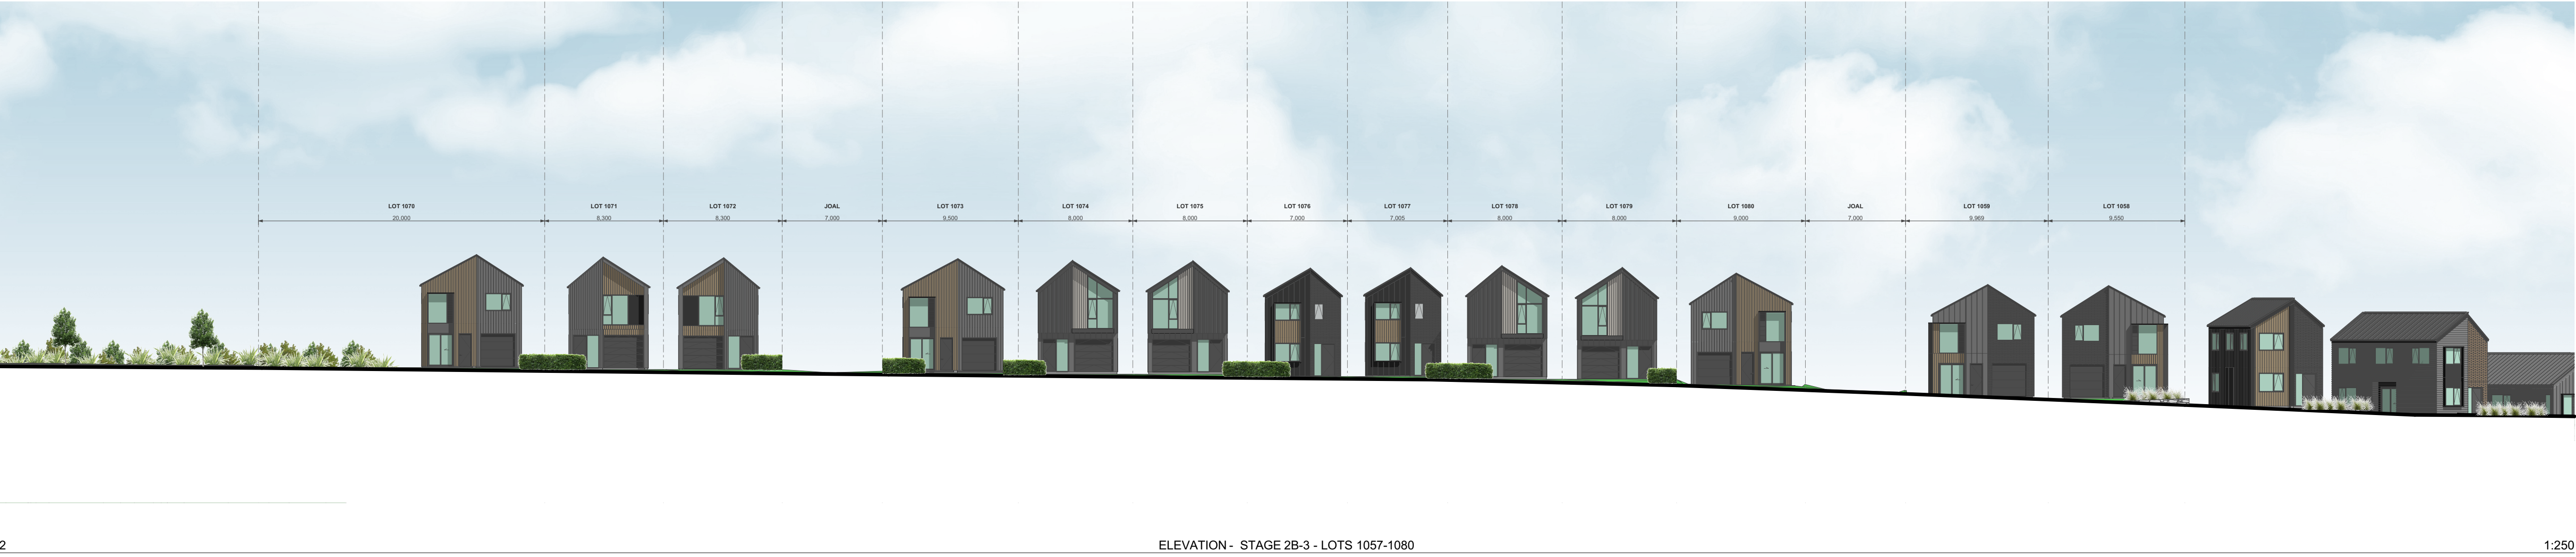 LOT 1070 LOT 1071 LOT 1072 JOAL LOT 1073 LOT 1074 LOT 1075 LOT 1076 LOT 1077 LOT 1078 LOT 1079 LOT 1080 JOAL LOT 1059 LOT 1058
20,000 8,300 8,300 7,000 9,500 8,000 8,000 7,000 7,005 8,000 8,000 9,000 7,000 9,969 9,550
2 ELEVATION - STAGE 2B-3 - LOTS 1057-1080 1:250